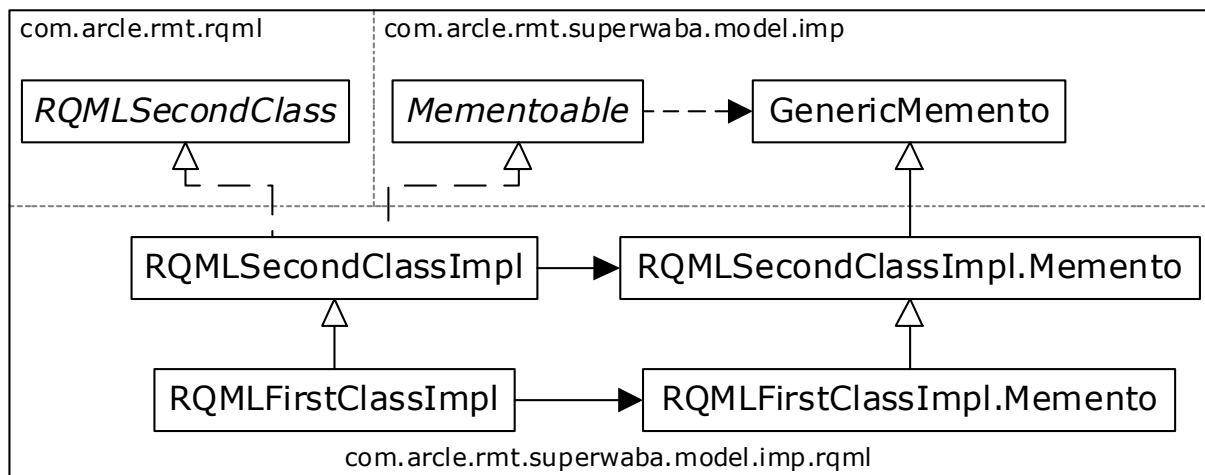 com.arcle.rmt.rqml
com.arcle.rmt.superwaba.model.imp
RQMLSecondClass
Mementoable
GenericMemento
RQMLSecondClassImpl
RQMLSecondClassImpl.Memento
RQMLFirstClassImpl
RQMLFirstClassImpl.Memento
com.arcle.rmt.superwaba.model.imp.rqml